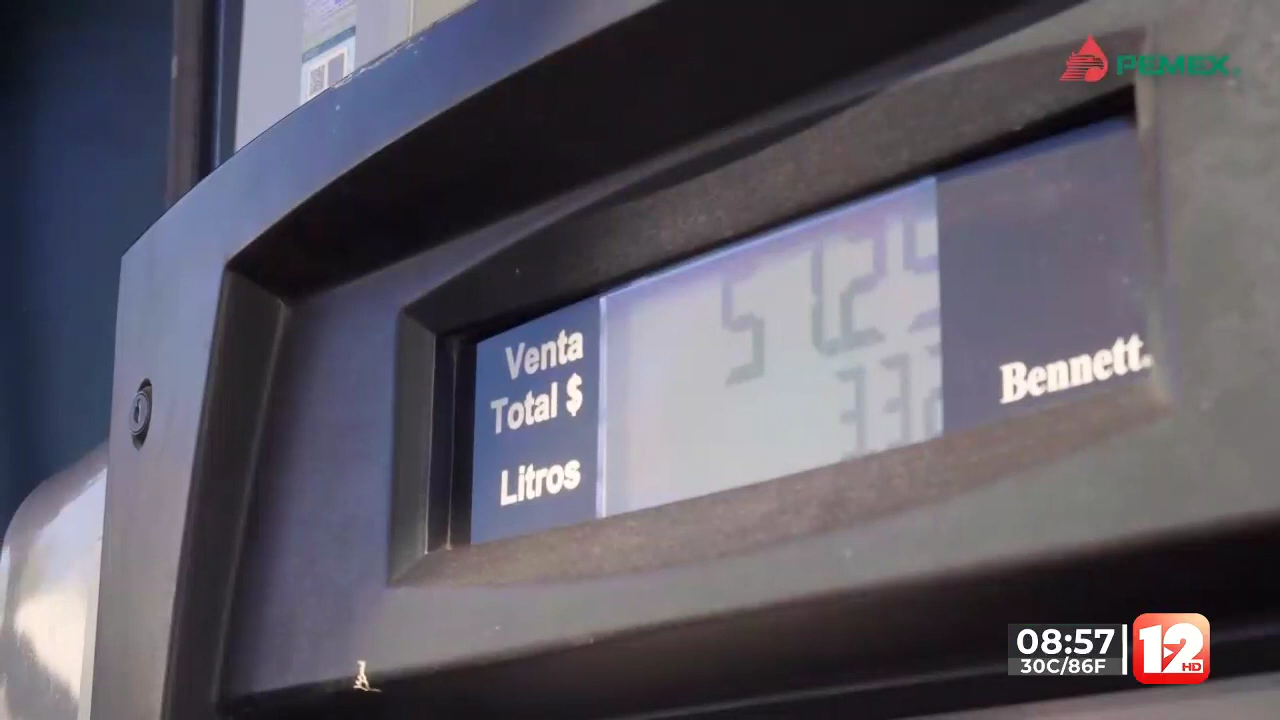 PEMEX
Venta
Total $
Litros
Bennett.
08:57
30C/86F
12
HD